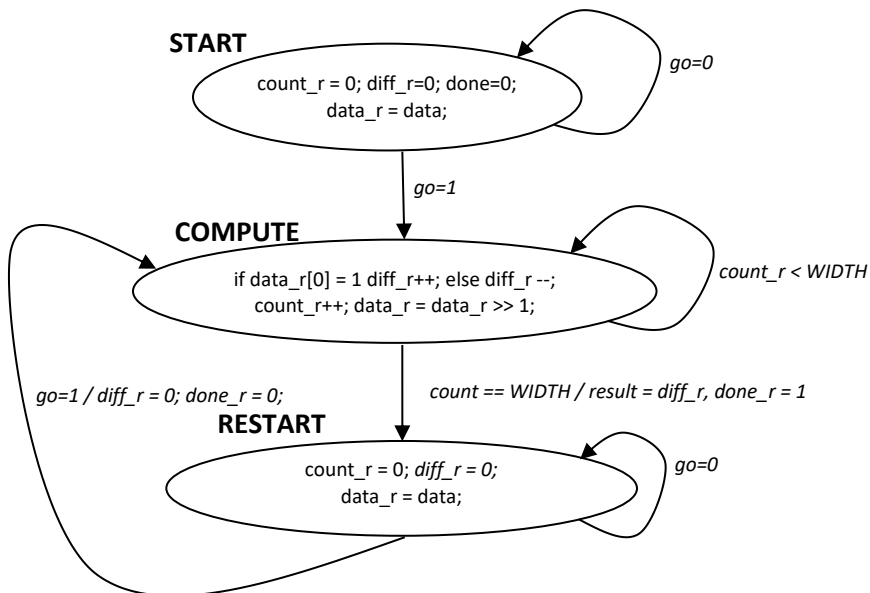 START
count_r = 0; diff_r=0; done=0;
data_r = data;
go=0
go=1
COMPUTE
if data_r[0] = 1 diff_r++; else diff_r --;
count_r++; data_r = data_r >> 1;
count_r < WIDTH
go=1 / diff_r = 0; done_r = 0;
count == WIDTH / result = diff_r, done_r = 1
RESTART
count_r = 0; diff_r = 0;
data_r = data;
go=0